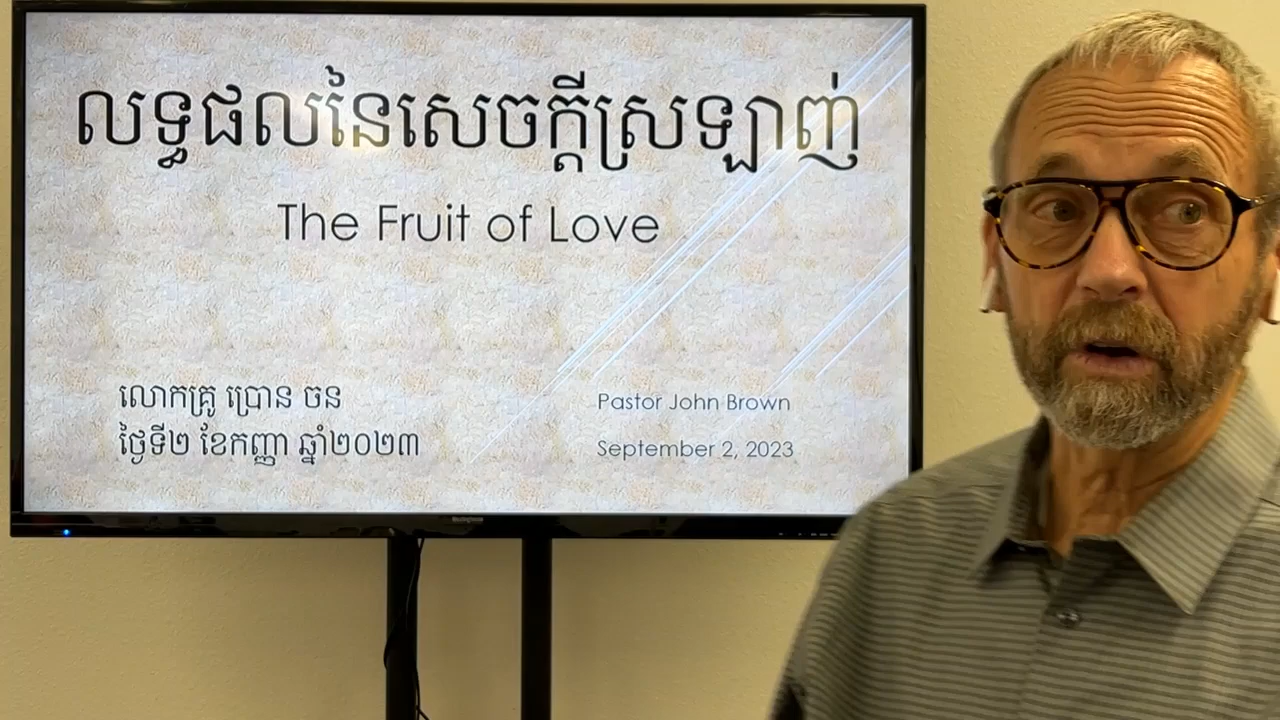 លទ្ធផលនៃសេចក្តីស្រឡាញ់
The Fruit of Love
លោកគ្រូ ប្រោន ចន
ថ្ងៃទី២ ខែកញ្ញា ឆ្នាំ២០២៣
Pastor John Brown
September 2, 2023